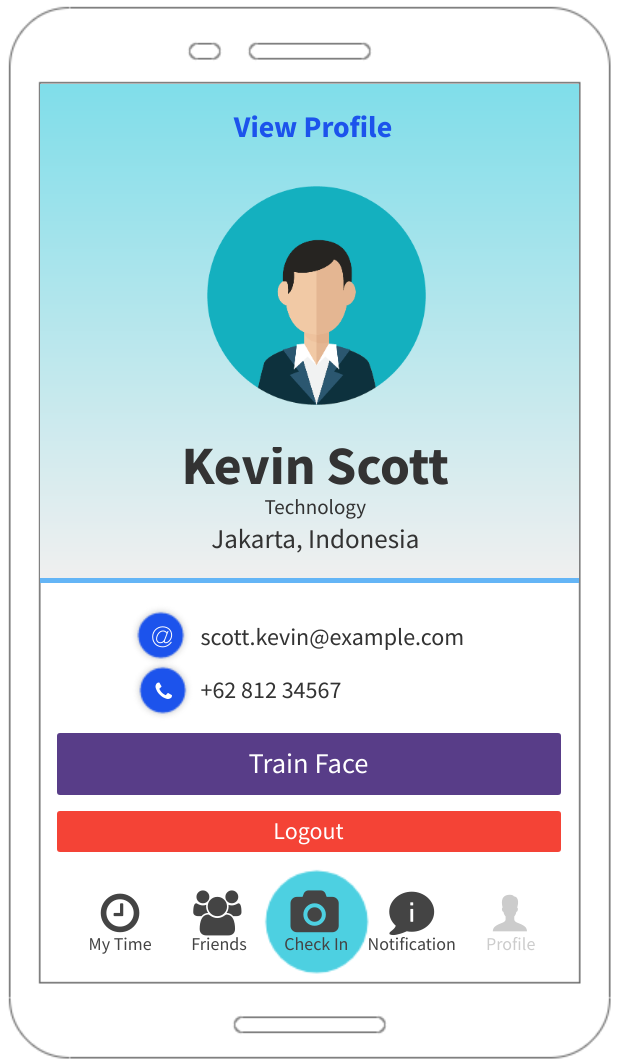 View Profile
Kevin Scott
Technology
Jakarta, Indonesia
@ scott.kevin@example.com
+62 812 34567
Train Face
Logout
My Time Friends Check In Notification Profile